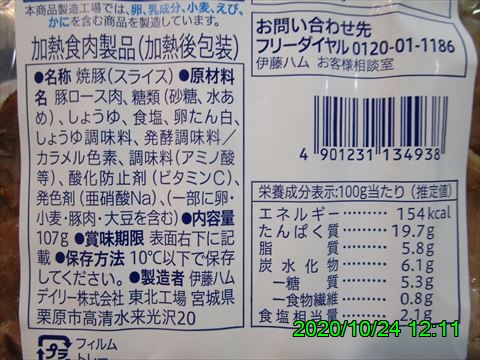 本商品製造工場では、卵、乳成分、小麦、えび、
かにを含む商品を製造しています。
加熱食肉製品(加熱後包装)
●名称 焼豚(スライス) ●原材料
名 豚ロース肉、糖類(砂糖、水あ
め)、しょうゆ、食塩、卵たん白、
しょうゆ調味料、発酵調味料/
カラメル色素、調味料(アミノ酸
等)、酸化防止剤(ビタミンC)、
発色剤(亜硝酸Na)、(一部に卵・
小麦・豚肉・大豆を含む) ●内容量
107g ●賞味期限 表面右下に記
載 ●保存方法 10℃以下で保存
してください。 ●製造者 伊藤ハム
デイリー株式会社 東北工場 宮城県
栗原市高清水来光沢20
プラ
フィルム
トレー
お問い合わせ先
フリーダイヤル 0120-01-1186
伊藤ハム お客様相談室
4 901231 134938
栄養成分表示:100g当たり(推定値)
エネルギー 154kcal
たんぱく質 19.7g
脂質 5.8g
炭水化物 6.1g
―糖質 5.3g
―食物繊維 0.8g
食塩相当量 2.1g
2020/10/24 12:11